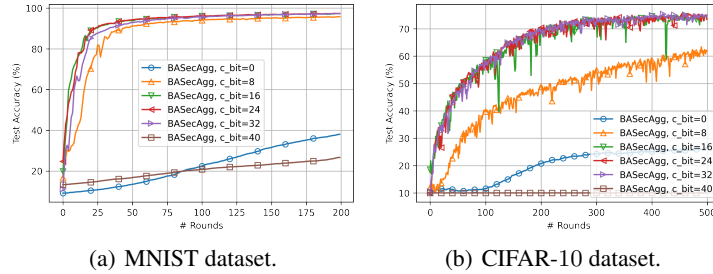 100
80
60
40
20
Test Accuracy (%)
BASecAgg, c_bit=0
BASecAgg, c_bit=8
BASecAgg, c_bit=16
BASecAgg, c_bit=24
BASecAgg, c_bit=32
BASecAgg, c_bit=40
0 25 50 75 100 125 150 175 200
# Rounds
(a) MNIST dataset.
80
70
60
50
40
30
20
10
Test Accuracy (%)
BASecAgg, c_bit=0
BASecAgg, c_bit=8
BASecAgg, c_bit=16
BASecAgg, c_bit=24
BASecAgg, c_bit=32
BASecAgg, c_bit=40
0 100 200 300 400 500
# Rounds
(b) CIFAR-10 dataset.